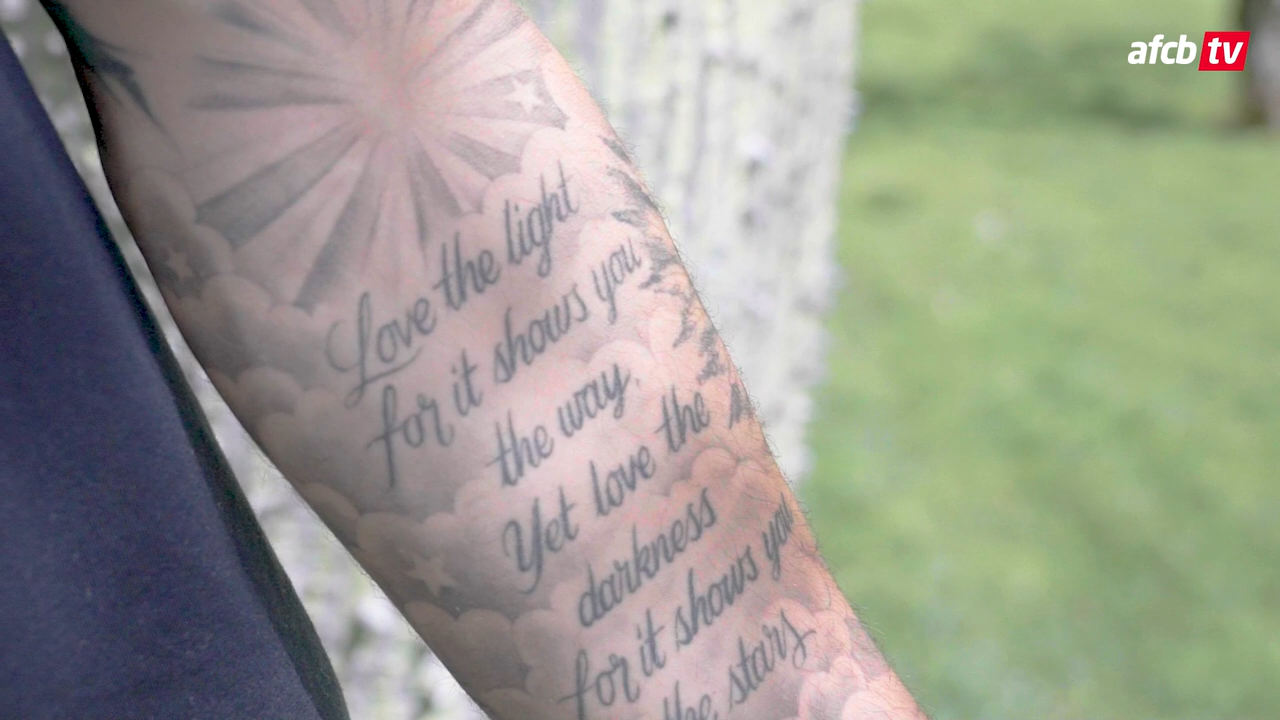 afcb tv
Love the light
for it shows you
the way,
Yet love the
darkness
for it shows you
the stars